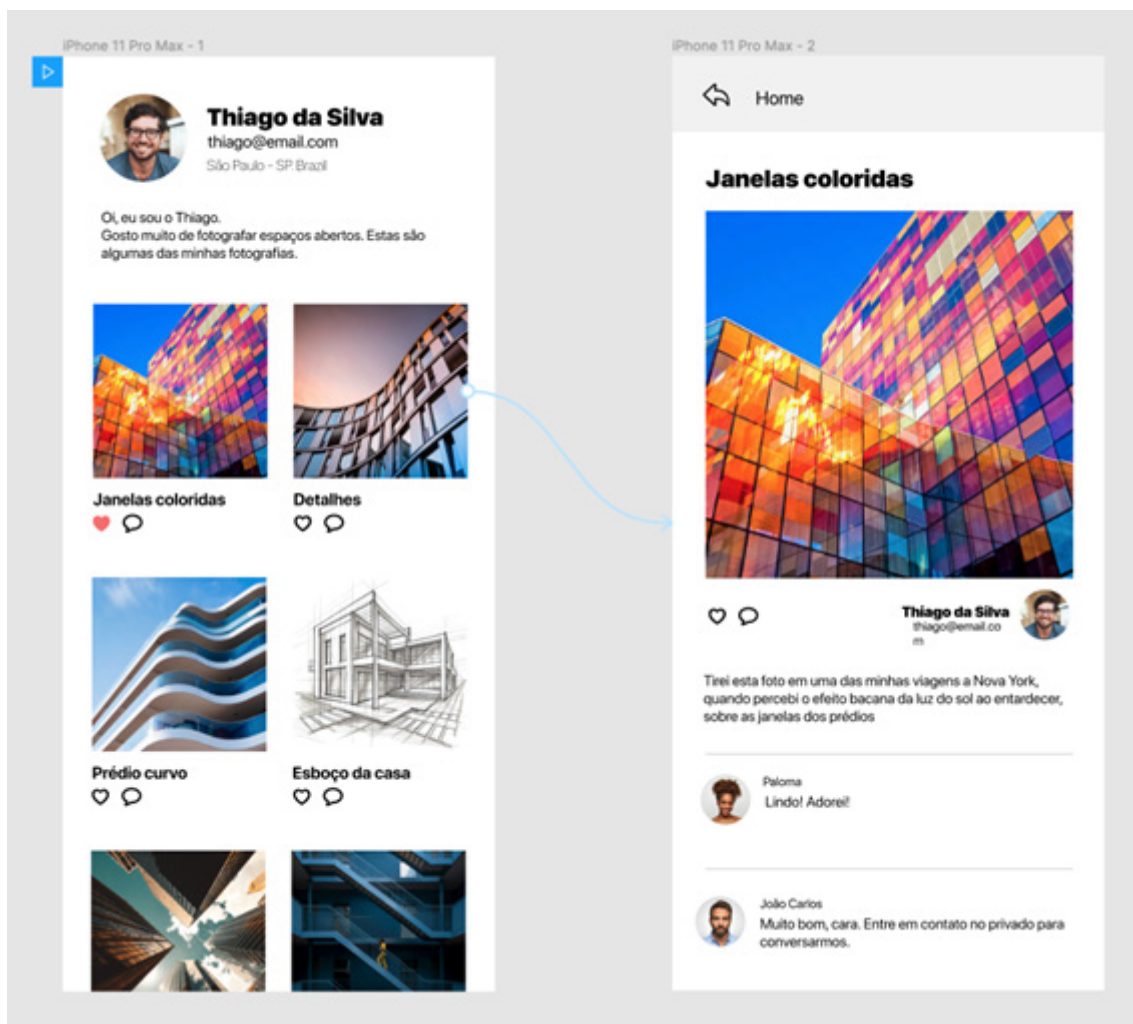 iPhone 11 Pro Max - 1
Thiago da Silva
thiago@email.com
São Paulo - SP. Brazil
Oi, eu sou o Thiago.
Gosto muito de fotografar espaços abertos. Estas são
algumas das minhas fotografias.
Janelas coloridas
Detalhes
Prédio curvo
Esboço da casa
iPhone 11 Pro Max - 2
Home
Janelas coloridas
Thiago da Silva
thiago@email.co
m
Tirei esta foto em uma das minhas viagens a Nova York,
quando percebi o efeito bacana da luz do sol ao entardecer,
sobre as janelas dos prédios
Paloma
Lindo! Adorei!
João Carlos
Muito bom, cara. Entre em contato no privado para
conversarmos.